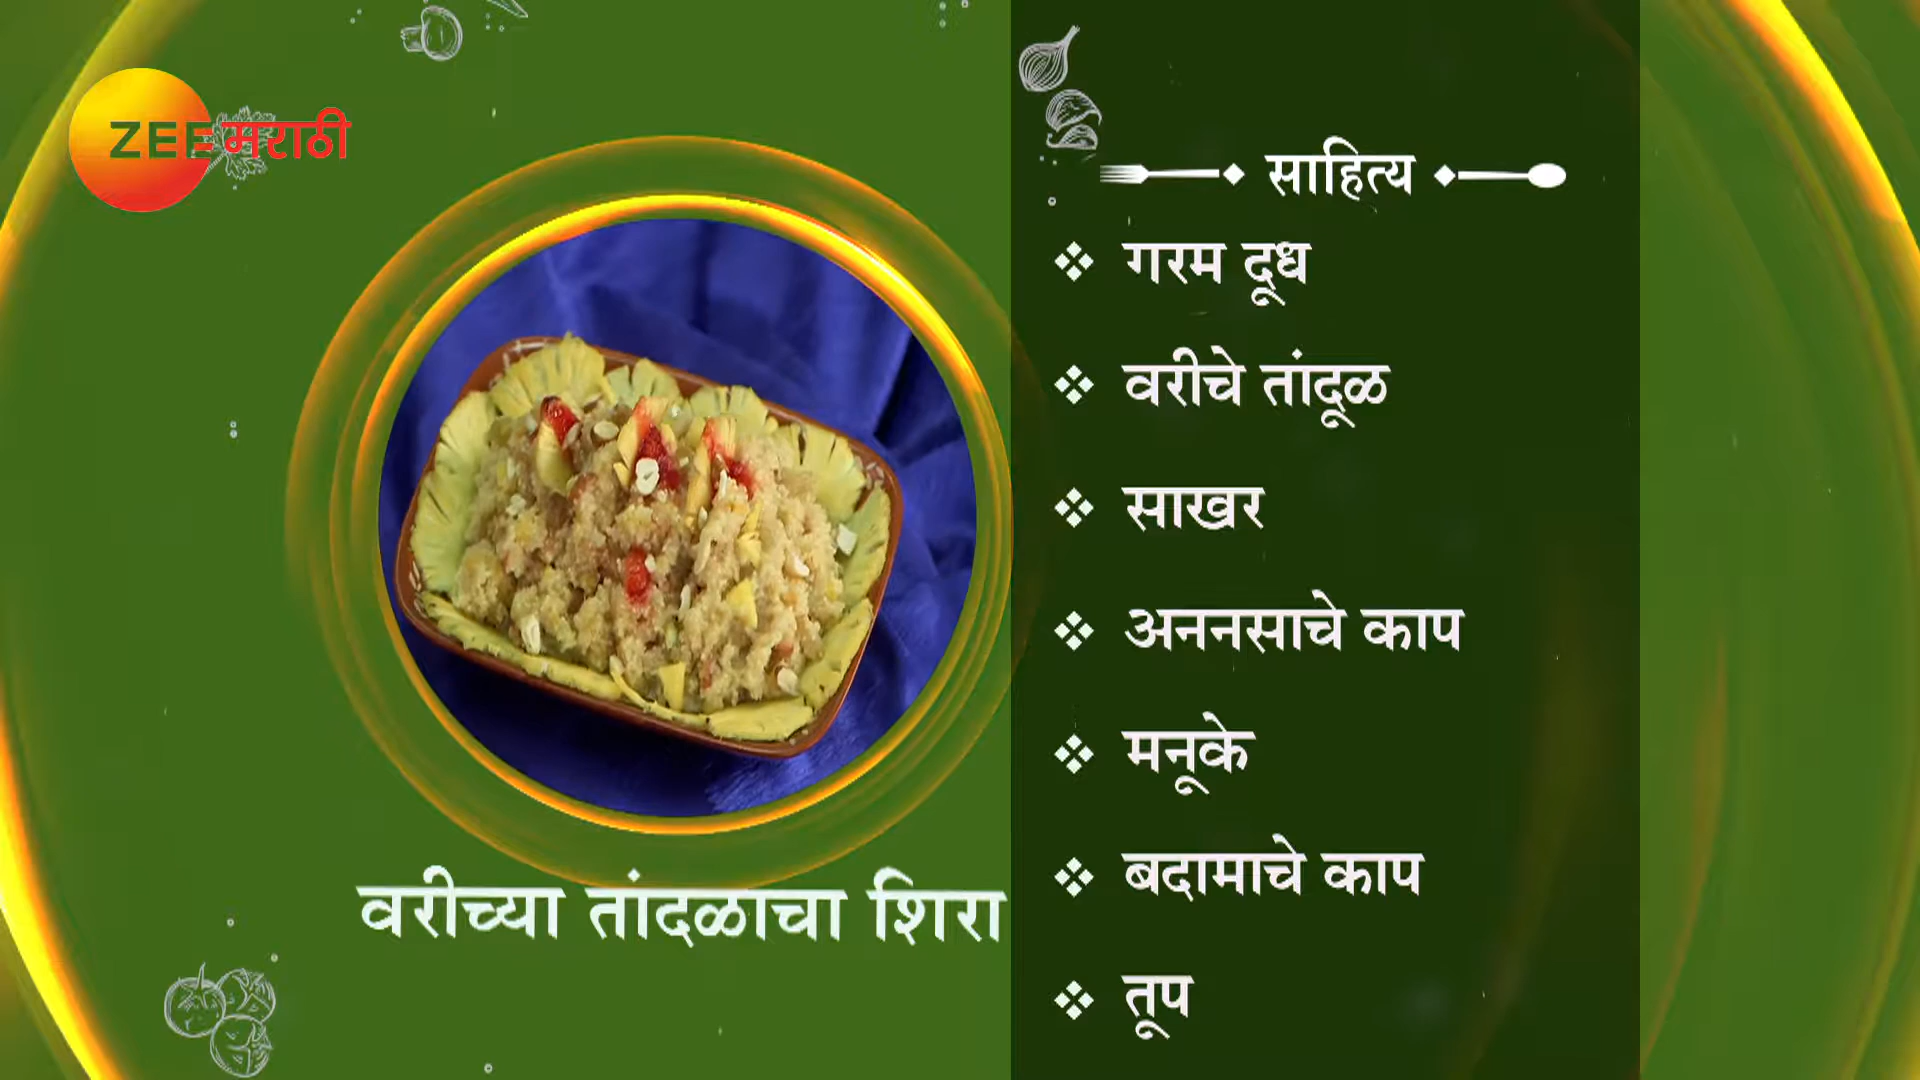 ZEE मराठी
वरीच्या तांदळाचा शिरा
साहित्य
गरम दूध
वरीचे तांदूळ
साखर
अननसाचे काप
मनूके
बदामाचे काप
तूप